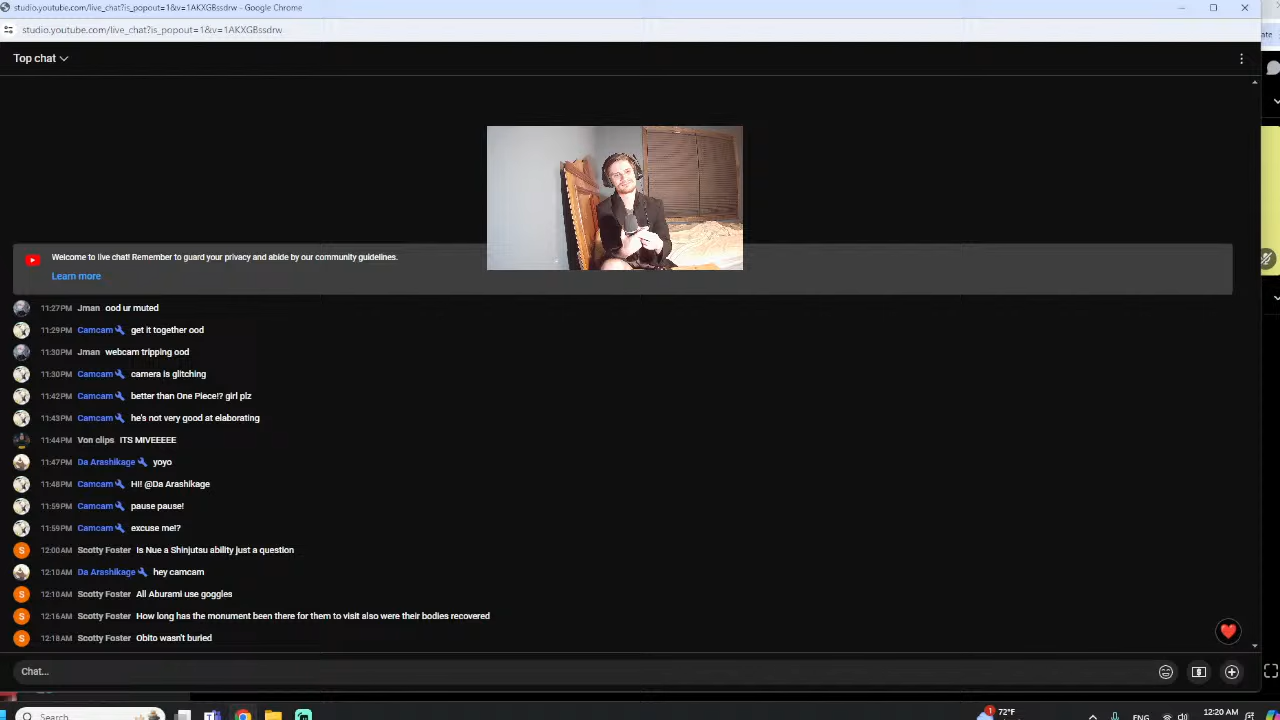 studio.youtube.com/live_chat?is_popout=1&v=1AKXGBssdrw - Google Chrome
studio.youtube.com/live_chat?is_popout=1&v=1AKXGBssdrw
ate
Top chat
Welcome to live chat! Remember to guard your privacy and abide by our community guidelines.
Learn more
11:27PM Jman ood ur muted
11:29PM Camcam get it together ood
11:30PM Jman webcam tripping ood
11:30PM Camcam camera is glitching
11:42PM Camcam better than One Piece!? girl plz
11:43PM Camcam he's not very good at elaborating
11:44PM Von clips ITS MIVEEEEE
11:47PM Da Arashikage yoyo
11:48PM Camcam HI! @Da Arashikage
11:59PM Camcam pause pause!
11:59PM Camcam excuse me!?
S 12:00AM Scotty Foster Is Nue a Shinjutsu ability just a question
12:10AM Da Arashikage hey camcam
S 12:10AM Scotty Foster All Aburami use goggles
S 12:16AM Scotty Foster How long has the monument been there for them to visit also were their bodies recovered
S 12:18AM Scotty Foster Obito wasn't buried
Chat...
Search
1 72°F
ENG
12:20 AM